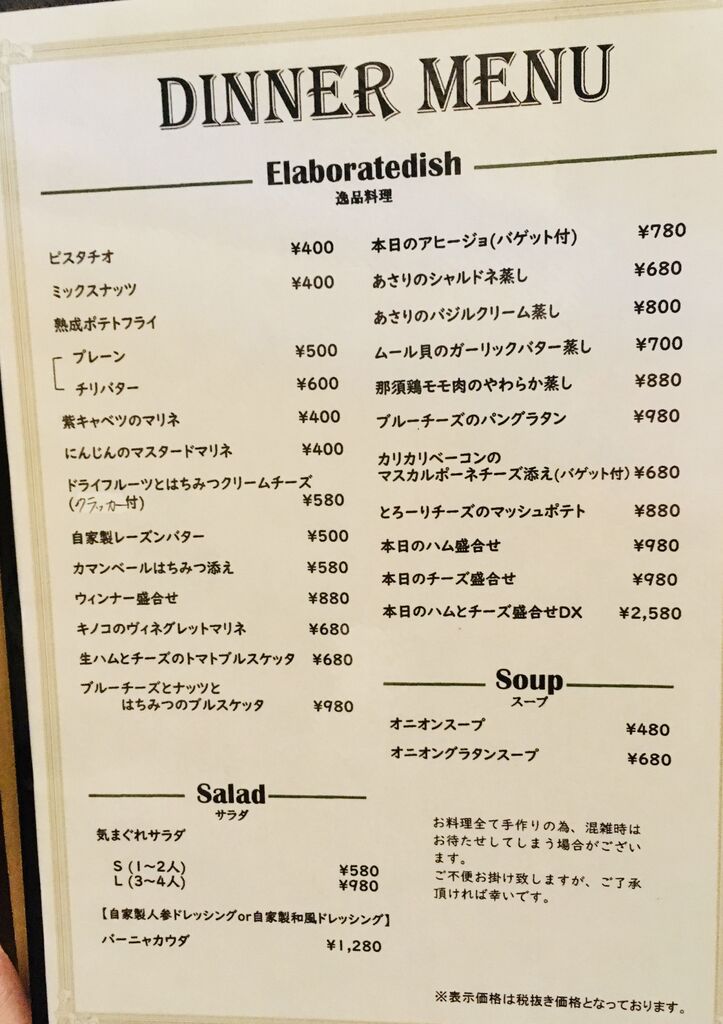 DINNER MENU
Elaboratedish
逸品料理
ピスタチオ ¥400
ミックスナッツ ¥400
熟成ポテトフライ
プレーン ¥500
チリバター ¥600
紫キャベツのマリネ ¥400
にんじんのマスタードマリネ ¥400
ドライフルーツとはちみつクリームチーズ
(クラッカー付) ¥580
自家製レーズンバター ¥500
カマンベールはちみつ添え ¥580
ウィンナー盛合せ ¥880
キノコのヴィネグレットマリネ ¥680
生ハムとチーズのトマトブルスケッタ ¥680
ブルーチーズとナッツと
はちみつのブルスケッタ ¥980
本日のアヒージョ(バゲット付) ¥780
あさりのシャルドネ蒸し ¥680
あさりのバジルクリーム蒸し ¥800
ムール貝のガーリックバター蒸し ¥700
那須鶏モモ肉のやわらか蒸し ¥880
ブルーチーズのパングラタン ¥980
カリカリベーコンの
マスカルポーネチーズ添え(バゲット付) ¥680
とろーりチーズのマッシュポテト ¥880
本日のハム盛合せ ¥980
本日のチーズ盛合せ ¥980
本日のハムとチーズ盛合せDX ¥2,580
Soup
スープ
オニオンスープ ¥480
オニオングラタンスープ ¥680
Salad
サラダ
気まぐれサラダ
S (1〜2人) ¥580
L (3〜4人) ¥980
【自家製人参ドレッシングor自家製和風ドレッシング】
バーニャカウダ ¥1,280
お料理全て手作りの為、混雑時は
お待たせしてしまう場合がござい
ます。
ご不便お掛け致しますが、ご了承
頂ければ幸いです。
※表示価格は税抜き価格となっております。